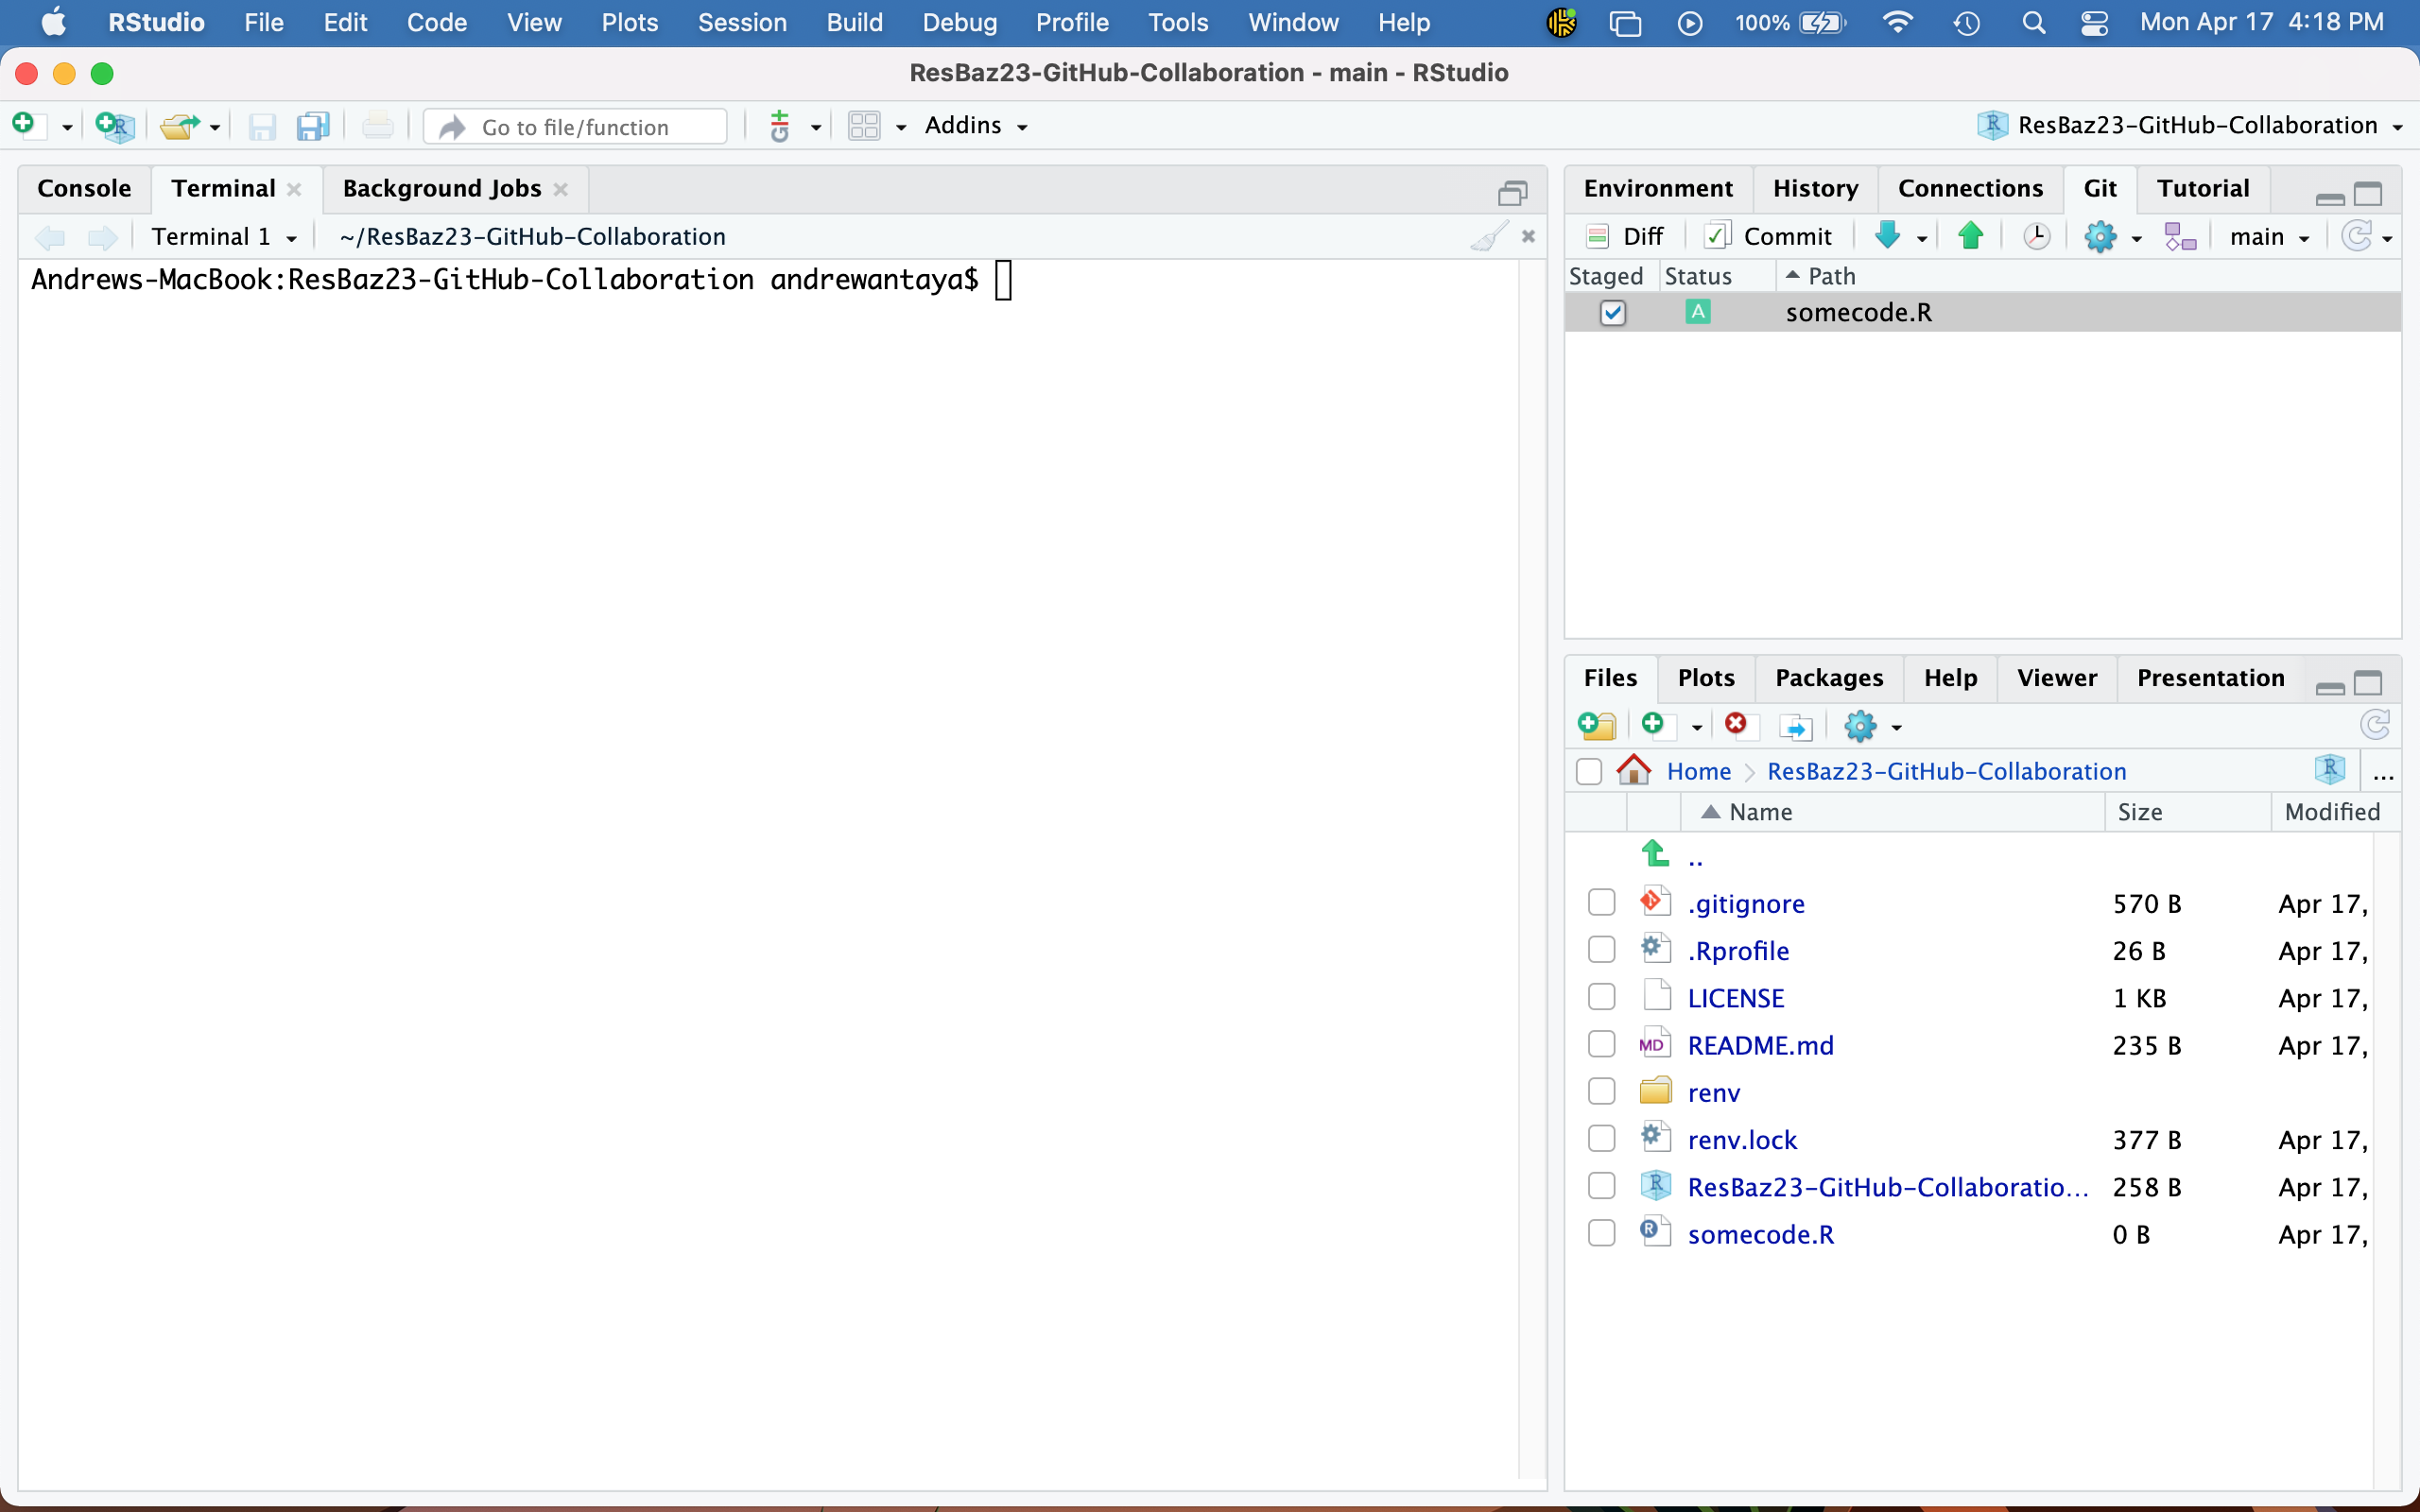 RStudio File Edit Code View Plots Session Build Debug Profile Tools Window Help 100% Mon Apr 17 4:18 PM
ResBaz23-GitHub-Collaboration - main - RStudio
Go to file/function Addins ResBaz23-GitHub-Collaboration
Console Terminal Background Jobs
Terminal 1 ~/ResBaz23-GitHub-Collaboration
Andrews-MacBook:ResBaz23-GitHub-Collaboration andrewantaya$
Environment History Connections Git Tutorial
Diff Commit main
Staged Status Path
A somecode.R
Files Plots Packages Help Viewer Presentation
Home ResBaz23-GitHub-Collaboration ...
Name Size Modified
..
.gitignore 570 B Apr 17,
.Rprofile 26 B Apr 17,
LICENSE 1 KB Apr 17,
README.md 235 B Apr 17,
renv
renv.lock 377 B Apr 17,
ResBaz23-GitHub-Collaboratio... 258 B Apr 17,
somecode.R 0 B Apr 17,